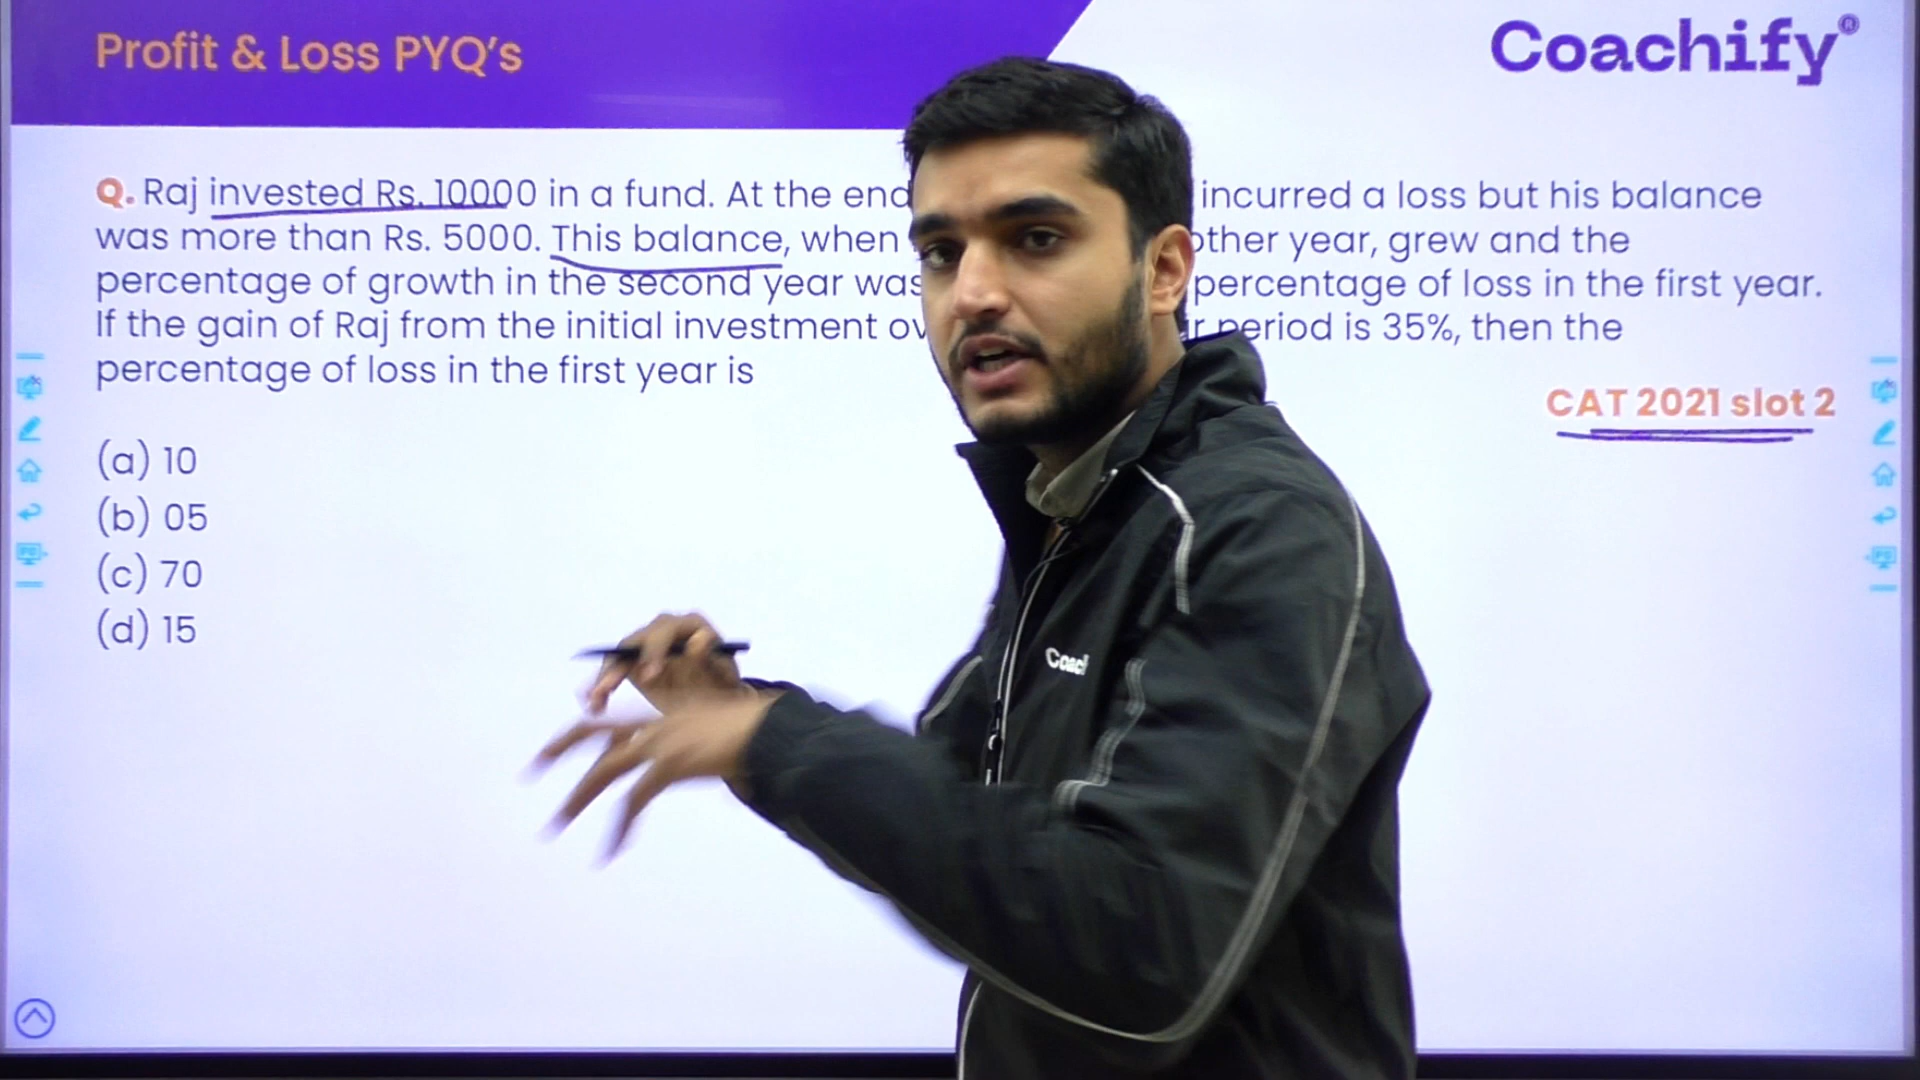 Profit & Loss PYQ's
Coachify®
Q. Raj invested Rs. 10000 in a fund. At the end incurred a loss but his balance
was more than Rs. 5000. This balance, when other year, grew and the
percentage of growth in the second year was percentage of loss in the first year.
If the gain of Raj from the initial investment period is 35%, then the
percentage of loss in the first year is
CAT 2021 slot 2
(a) 10
(b) 05
(c) 70
(d) 15
Coach